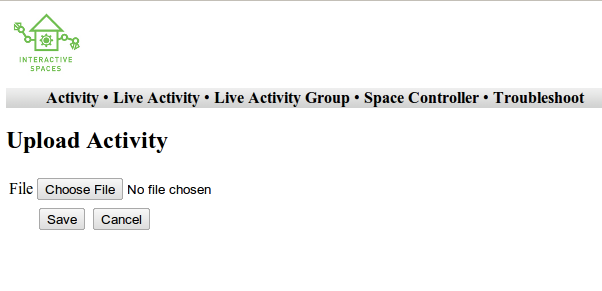 INTERACTIVE
SPACES
Activity • Live Activity • Live Activity Group • Space Controller • Troubleshoot
Upload Activity
File Choose File No file chosen
Save Cancel